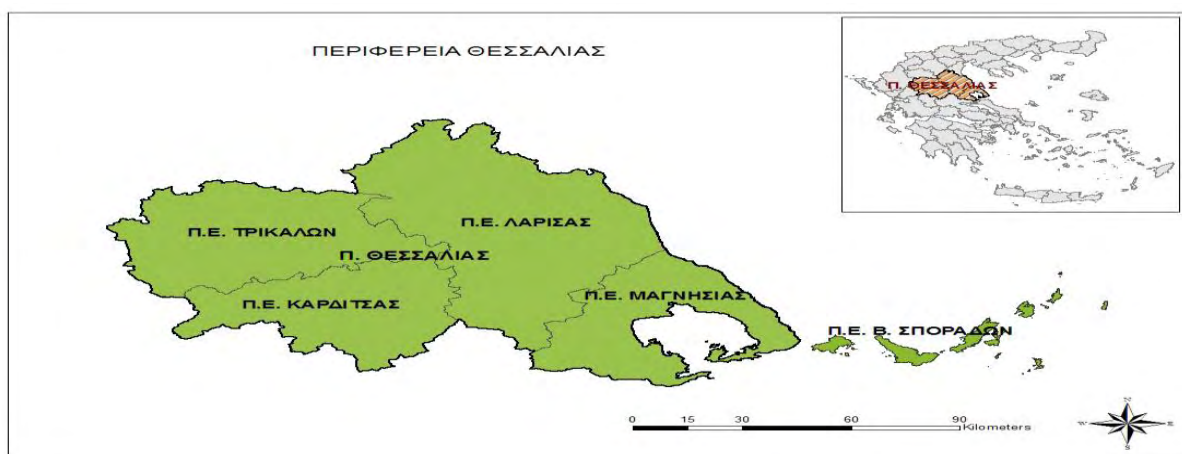 ΠΕΡΙΦΕΡΕΙΑ ΘΕΣΣΑΛΙΑΣ
Π. ΘΕΣΣΑΛΙΑΣ
Π.Ε. ΤΡΙΚΑΛΩΝ
Π.Ε. ΛΑΡΙΣΑΣ
Π. ΘΕΣΣΑΛΙΑΣ
Π.Ε. ΚΑΡΔΙΤΣΑΣ
Π.Ε. ΜΑΓΝΗΣΙΑΣ
Π.Ε. Β. ΣΠΟΡΑΔΩΝ
0 15 30 60 90
Kilometers
N
W E
S